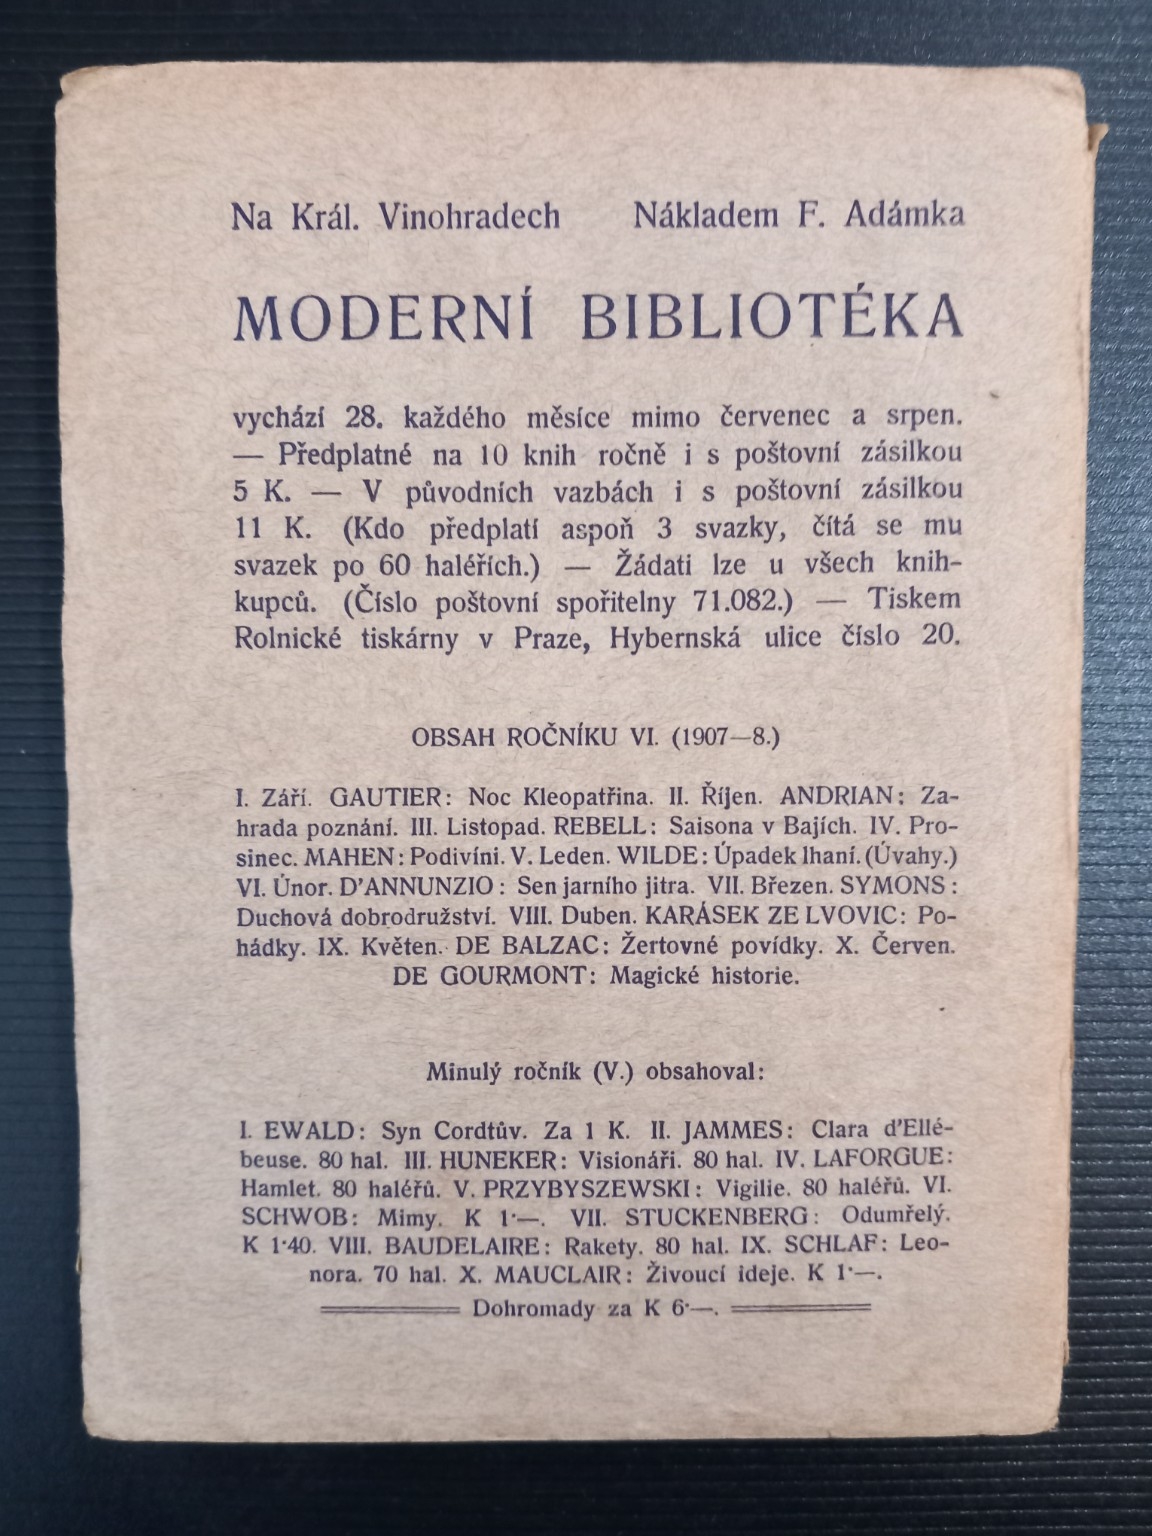 Na Král. Vinohradech Nákladem F. Adámka
MODERNÍ BIBLIOTÉKA
vychází 28. každého měsíce mimo červenec a srpen.
— Předplatné na 10 knih ročně i s poštovní zásilkou
5 K. — V původních vazbách i s poštovní zásilkou
11 K. (Kdo předplatí aspoň 3 svazky, čítá se mu
svazek po 60 haléřích.) — Žádati lze u všech knih-
kupců. (Číslo poštovní spořitelny 71.082.) — Tiskem
Rolnické tiskárny v Praze, Hybernská ulice číslo 20.
OBSAH ROČNÍKU VI. (1907—8.)
I. Září. GAUTIER: Noc Kleopatřina. II. Říjen. ANDRIAN: Za-
hrada poznání. III. Listopad. REBELL: Saisona v Bajích. IV. Pro-
sinec. MAHEN: Podivíni. V. Leden. WILDE: Úpadek lhaní. (Úvahy.)
VI. Únor. D'ANNUNZIO: Sen jarního jitra. VII. Březen. SYMONS:
Duchová dobrodružství. VIII. Duben. KARÁSEK ZE LVOVIC: Po-
hádky. IX. Květen. DE BALZAC: Žertovné povídky. X. Červen.
DE GOURMONT: Magické historie.
Minulý ročník (V.) obsahoval:
I. EWALD: Syn Cordtův. Za 1 K. II. JAMMES: Clara d'Ellé-
beuse. 80 hal. III. HUNEKER: Visionáři. 80 hal. IV. LAFORGUE:
Hamlet. 80 haléřů. V. PRZYBYSZEWSKI: Vigilie. 80 haléřů. VI.
SCHWOB: Mimy. K 1·—. VII. STUCKENBERG: Odumřelý.
K 1·40. VIII. BAUDELAIRE: Rakety. 80 hal. IX. SCHLAF: Leo-
nora. 70 hal. X. MAUCLAIR: Živoucí ideje. K 1·—.
Dohromady za K 6·—.